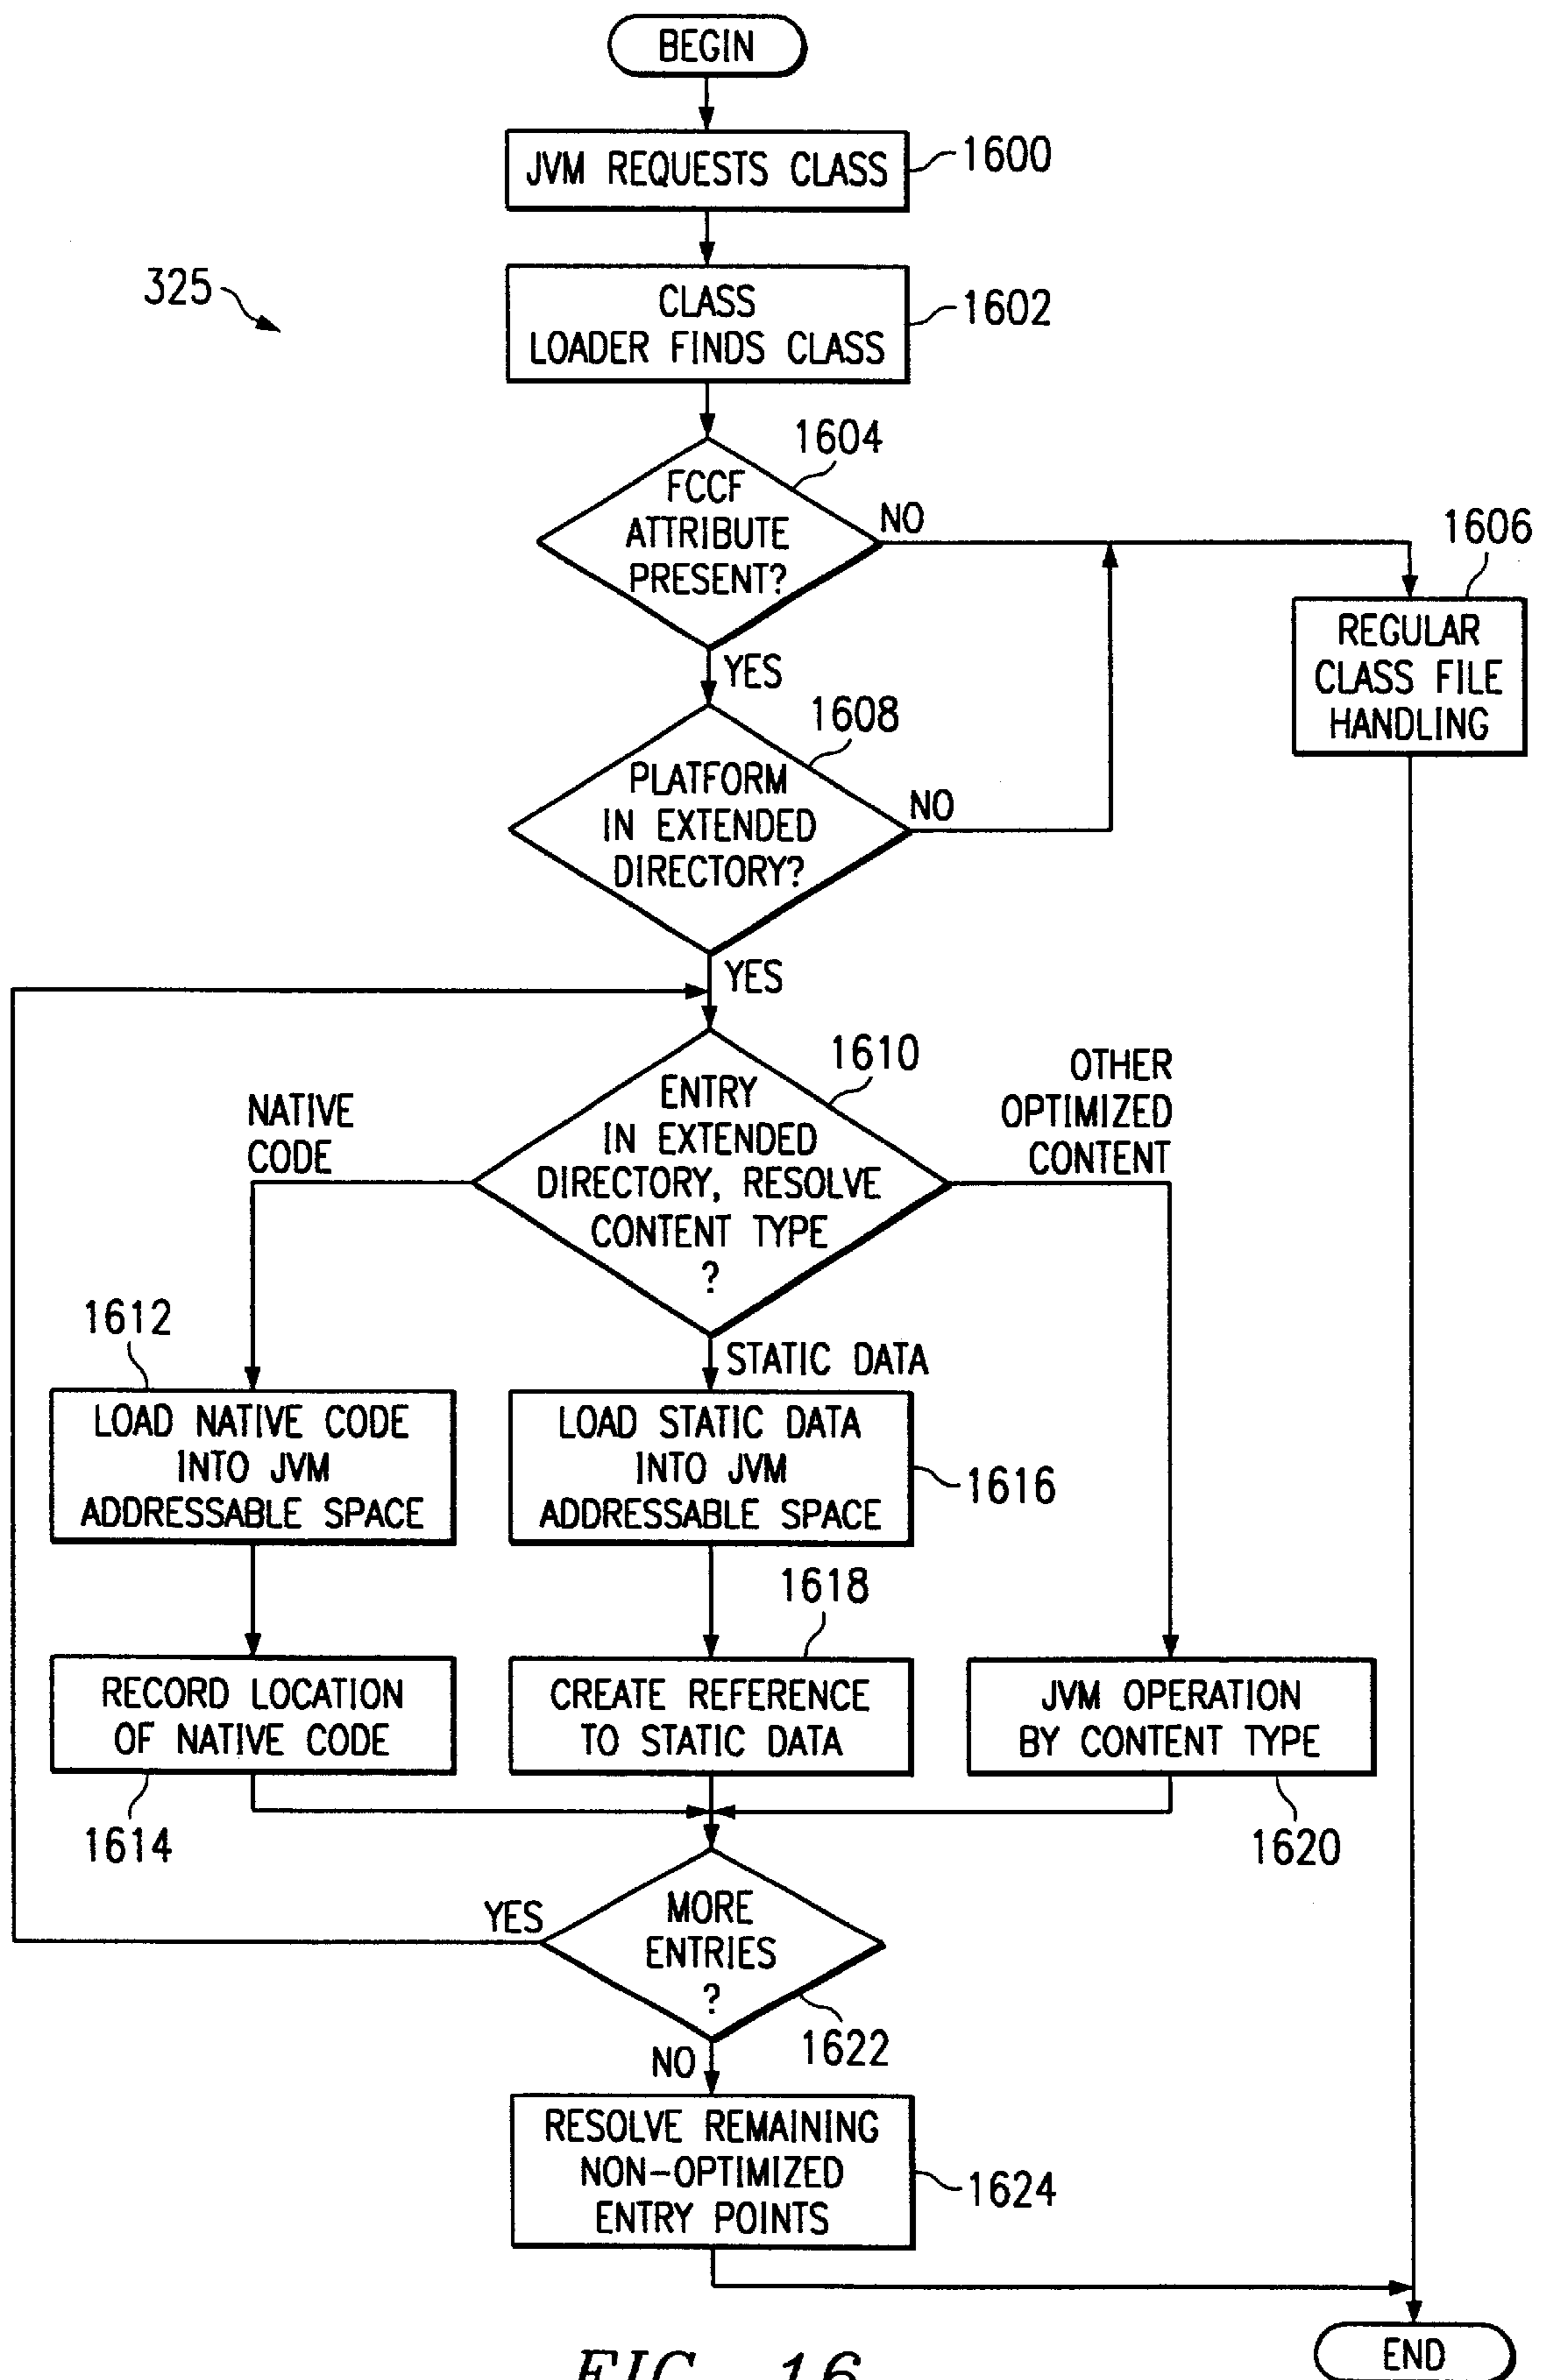 BEGIN
JVM REQUESTS CLASS
1600
325
CLASS
LOADER FINDS CLASS
1602
1604
FCCF
ATTRIBUTE
PRESENT?
NO
1606
REGULAR
CLASS FILE
HANDLING
YES
1608
PLATFORM
IN EXTENDED
DIRECTORY?
NO
YES
1610
ENTRY
IN EXTENDED
DIRECTORY, RESOLVE
CONTENT TYPE
?
NATIVE
CODE
OTHER
OPTIMIZED
CONTENT
STATIC DATA
1612
LOAD NATIVE CODE
INTO JVM
ADDRESSABLE SPACE
LOAD STATIC DATA
INTO JVM
ADDRESSABLE SPACE
1616
1618
RECORD LOCATION
OF NATIVE CODE
1614
CREATE REFERENCE
TO STATIC DATA
JVM OPERATION
BY CONTENT TYPE
1620
YES
MORE
ENTRIES
?
1622
NO
RESOLVE REMAINING
NON-OPTIMIZED
ENTRY POINTS
1624
END
FIG. 16